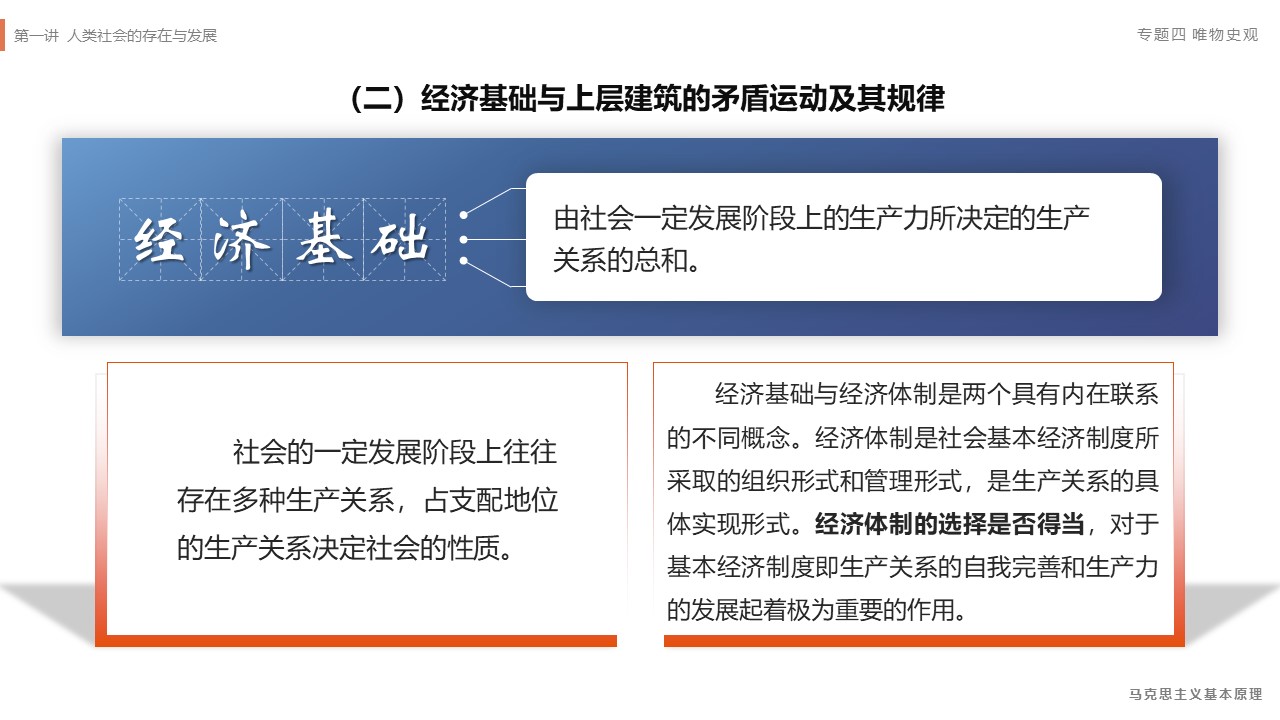 第一讲 人类社会的存在与发展
专题四 唯物史观
（二）经济基础与上层建筑的矛盾运动及其规律
经济基础
由社会一定发展阶段上的生产力所决定的生产
关系的总和。
社会的一定发展阶段上往往
存在多种生产关系，占支配地位
的生产关系决定社会的性质。
经济基础与经济体制是两个具有内在联系
的不同概念。经济体制是社会基本经济制度所
采取的组织形式和管理形式，是生产关系的具
体实现形式。经济体制的选择是否得当，对于
基本经济制度即生产关系的自我完善和生产力
的发展起着极为重要的作用。
马克思主义基本原理